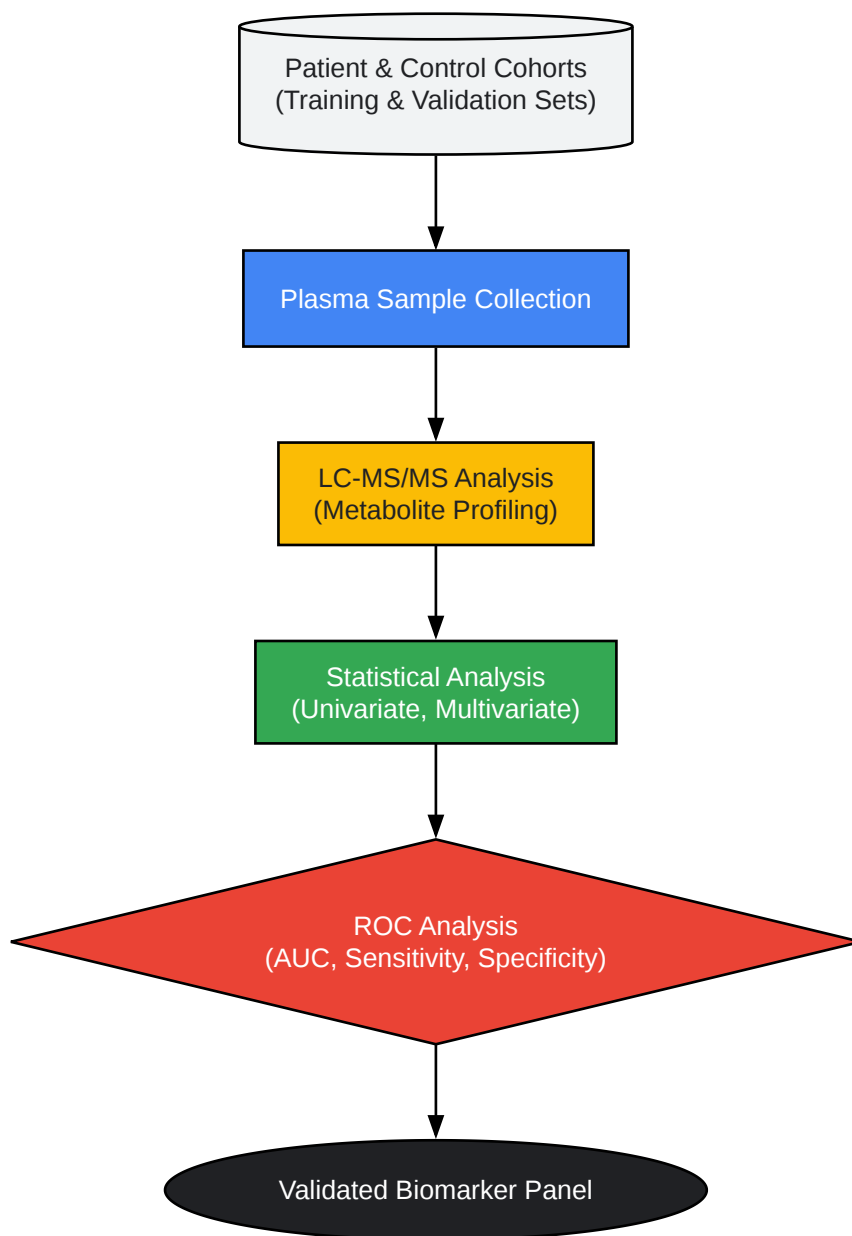 Patient & Control Cohorts
(Training & Validation Sets)
Plasma Sample Collection
LC-MS/MS Analysis
(Metabolite Profiling)
Statistical Analysis
(Univariate, Multivariate)
ROC Analysis
(AUC, Sensitivity, Specificity)
Validated Biomarker Panel